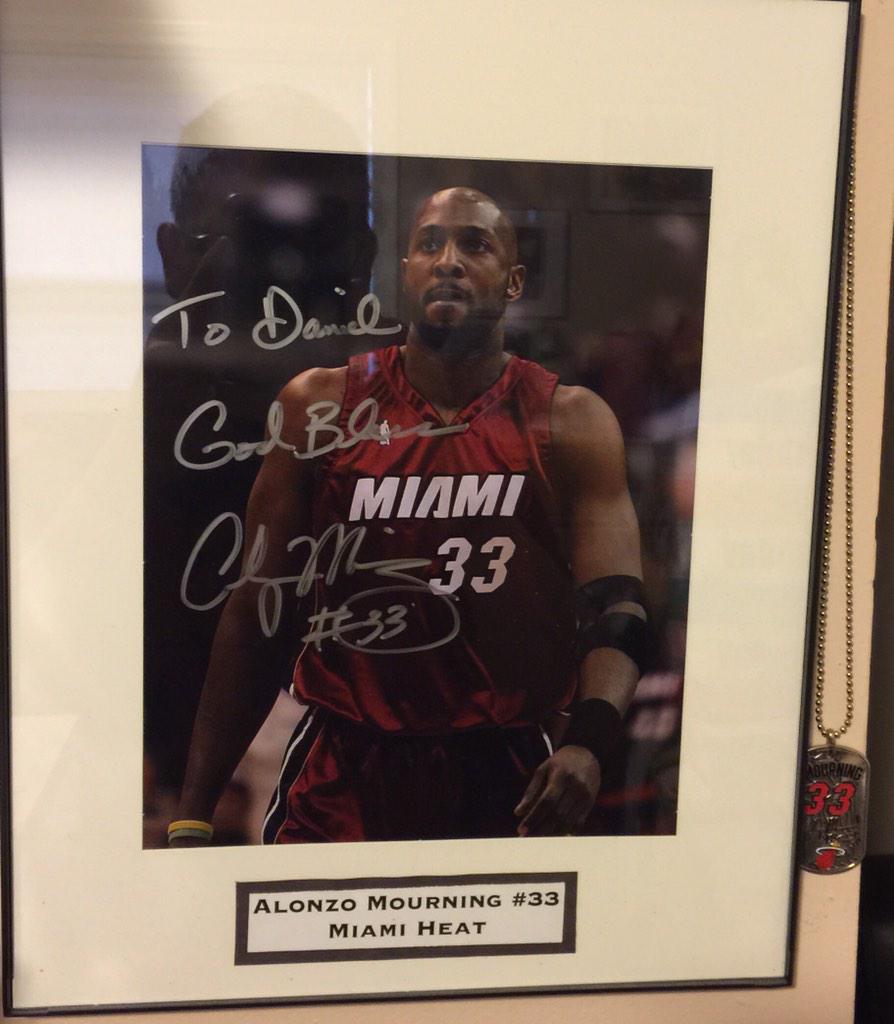 To Daniel
God Bless
MIAMI
33
#33
MOURNING
33
ALONZO MOURNING #33
MIAMI HEAT